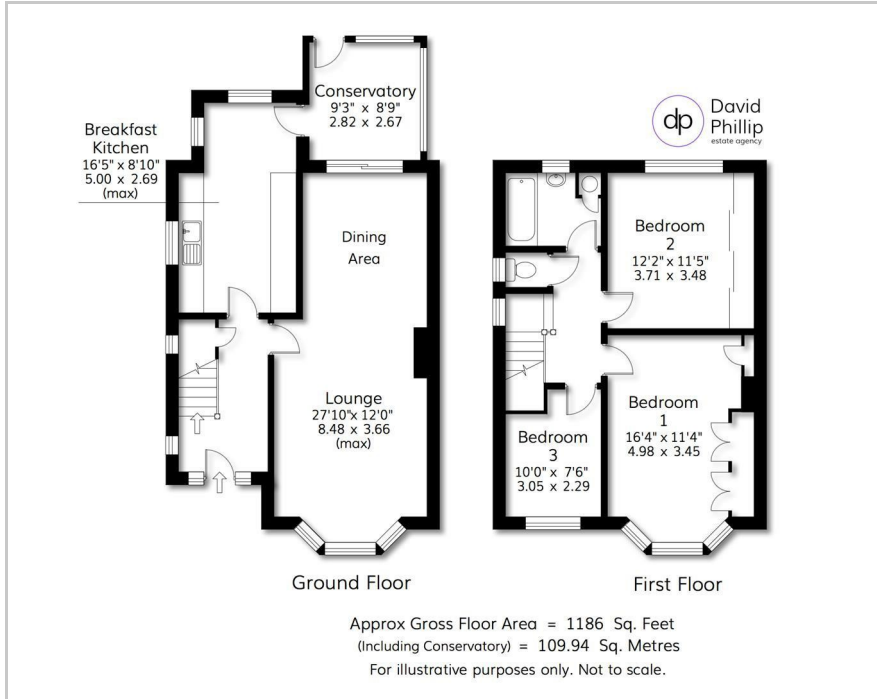 Conservatory
9'3" x 8'9"
2.82 x 2.67
dp
David
Phillip
estate agency
Breakfast
Kitchen
16'5" x 8'10"
5.00 x 2.69
(max)
Dining
Area
Lounge
27'10"x 12'0"
8.48 x 3.66
(max)
Bedroom
2
12'2" x 11'5"
3.71 x 3.48
Bedroom
1
16'4" x 11'4"
4.98 x 3.45
Bedroom
3
10'0" x 7'6"
3.05 x 2.29
Ground Floor
First Floor
Approx Gross Floor Area = 1186 Sq. Feet
(Including Conservatory) = 109.94 Sq. Metres
For illustrative purposes only. Not to scale.